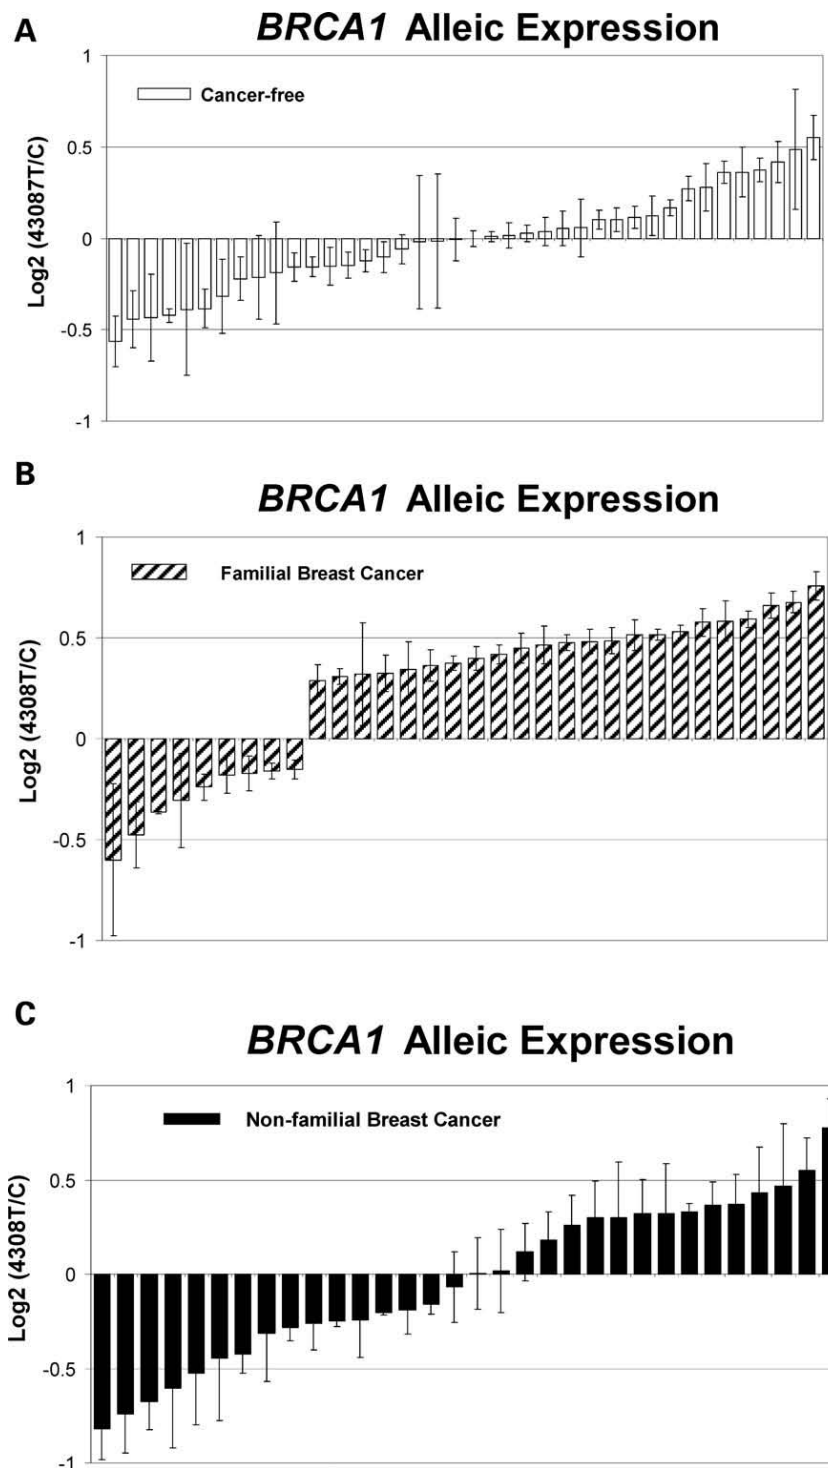 A
BRCA1 Alleic Expression
1
Cancer-free
0.5
0
-0.5
-1
Log2 (43087T/C)
B
BRCA1 Alleic Expression
1
Familial Breast Cancer
0.5
0
-0.5
-1
Log2 (4308T/C)
C
BRCA1 Alleic Expression
1
Non-familial Breast Cancer
0.5
0
-0.5
-1
Log2 (4308T/C)